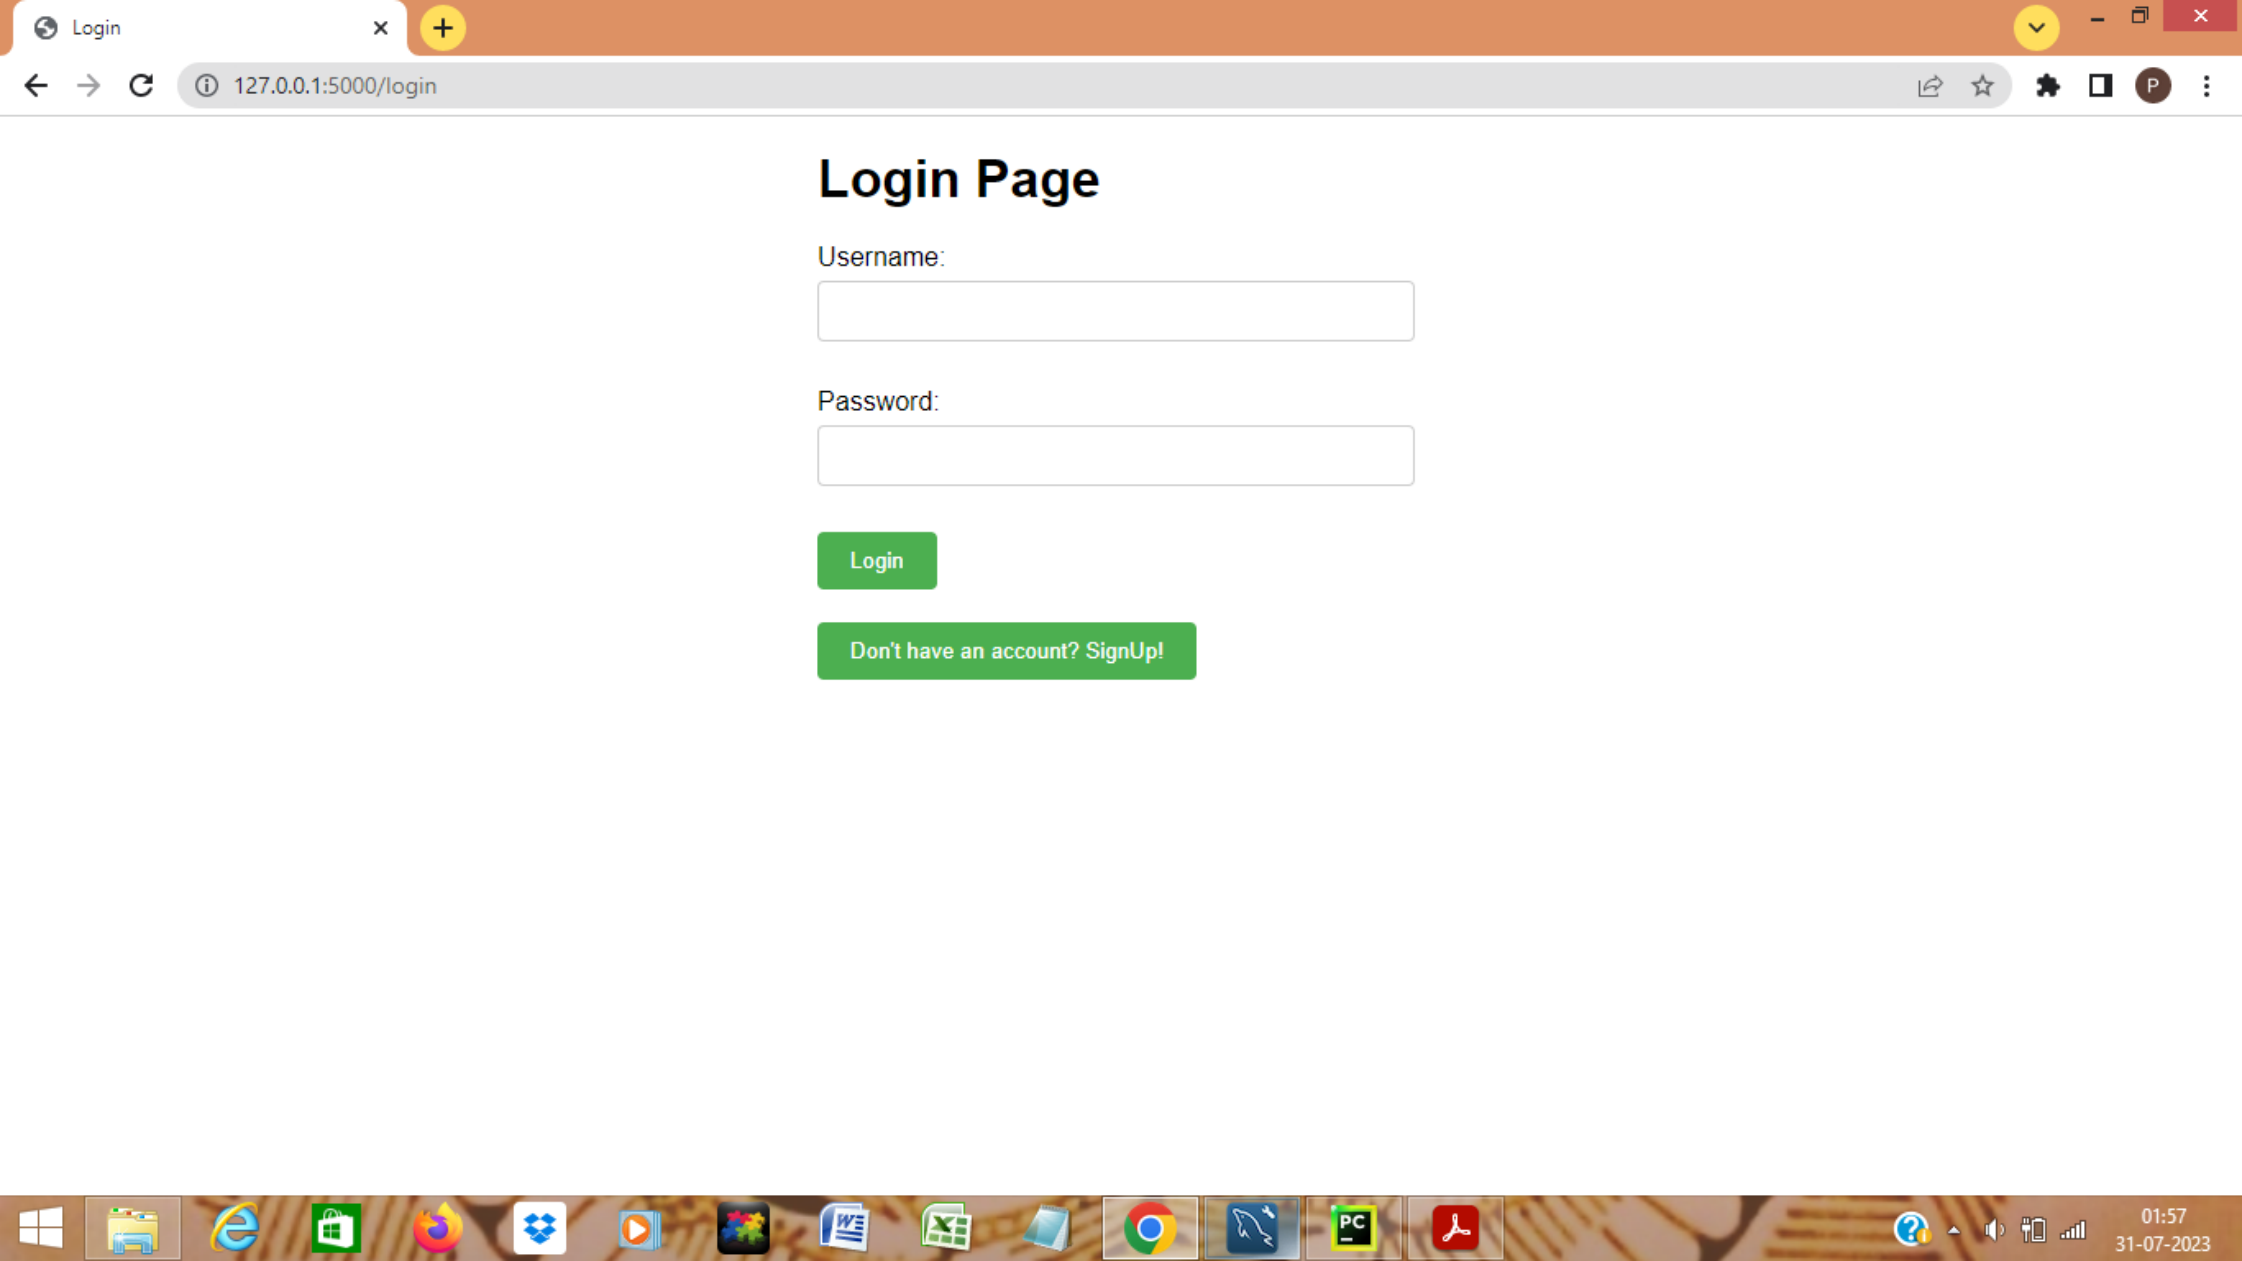 Login
127.0.0.1:5000/login
P
Login Page
Username:
Password:
Login
Don't have an account? SignUp!
PC
01:57
31-07-2023